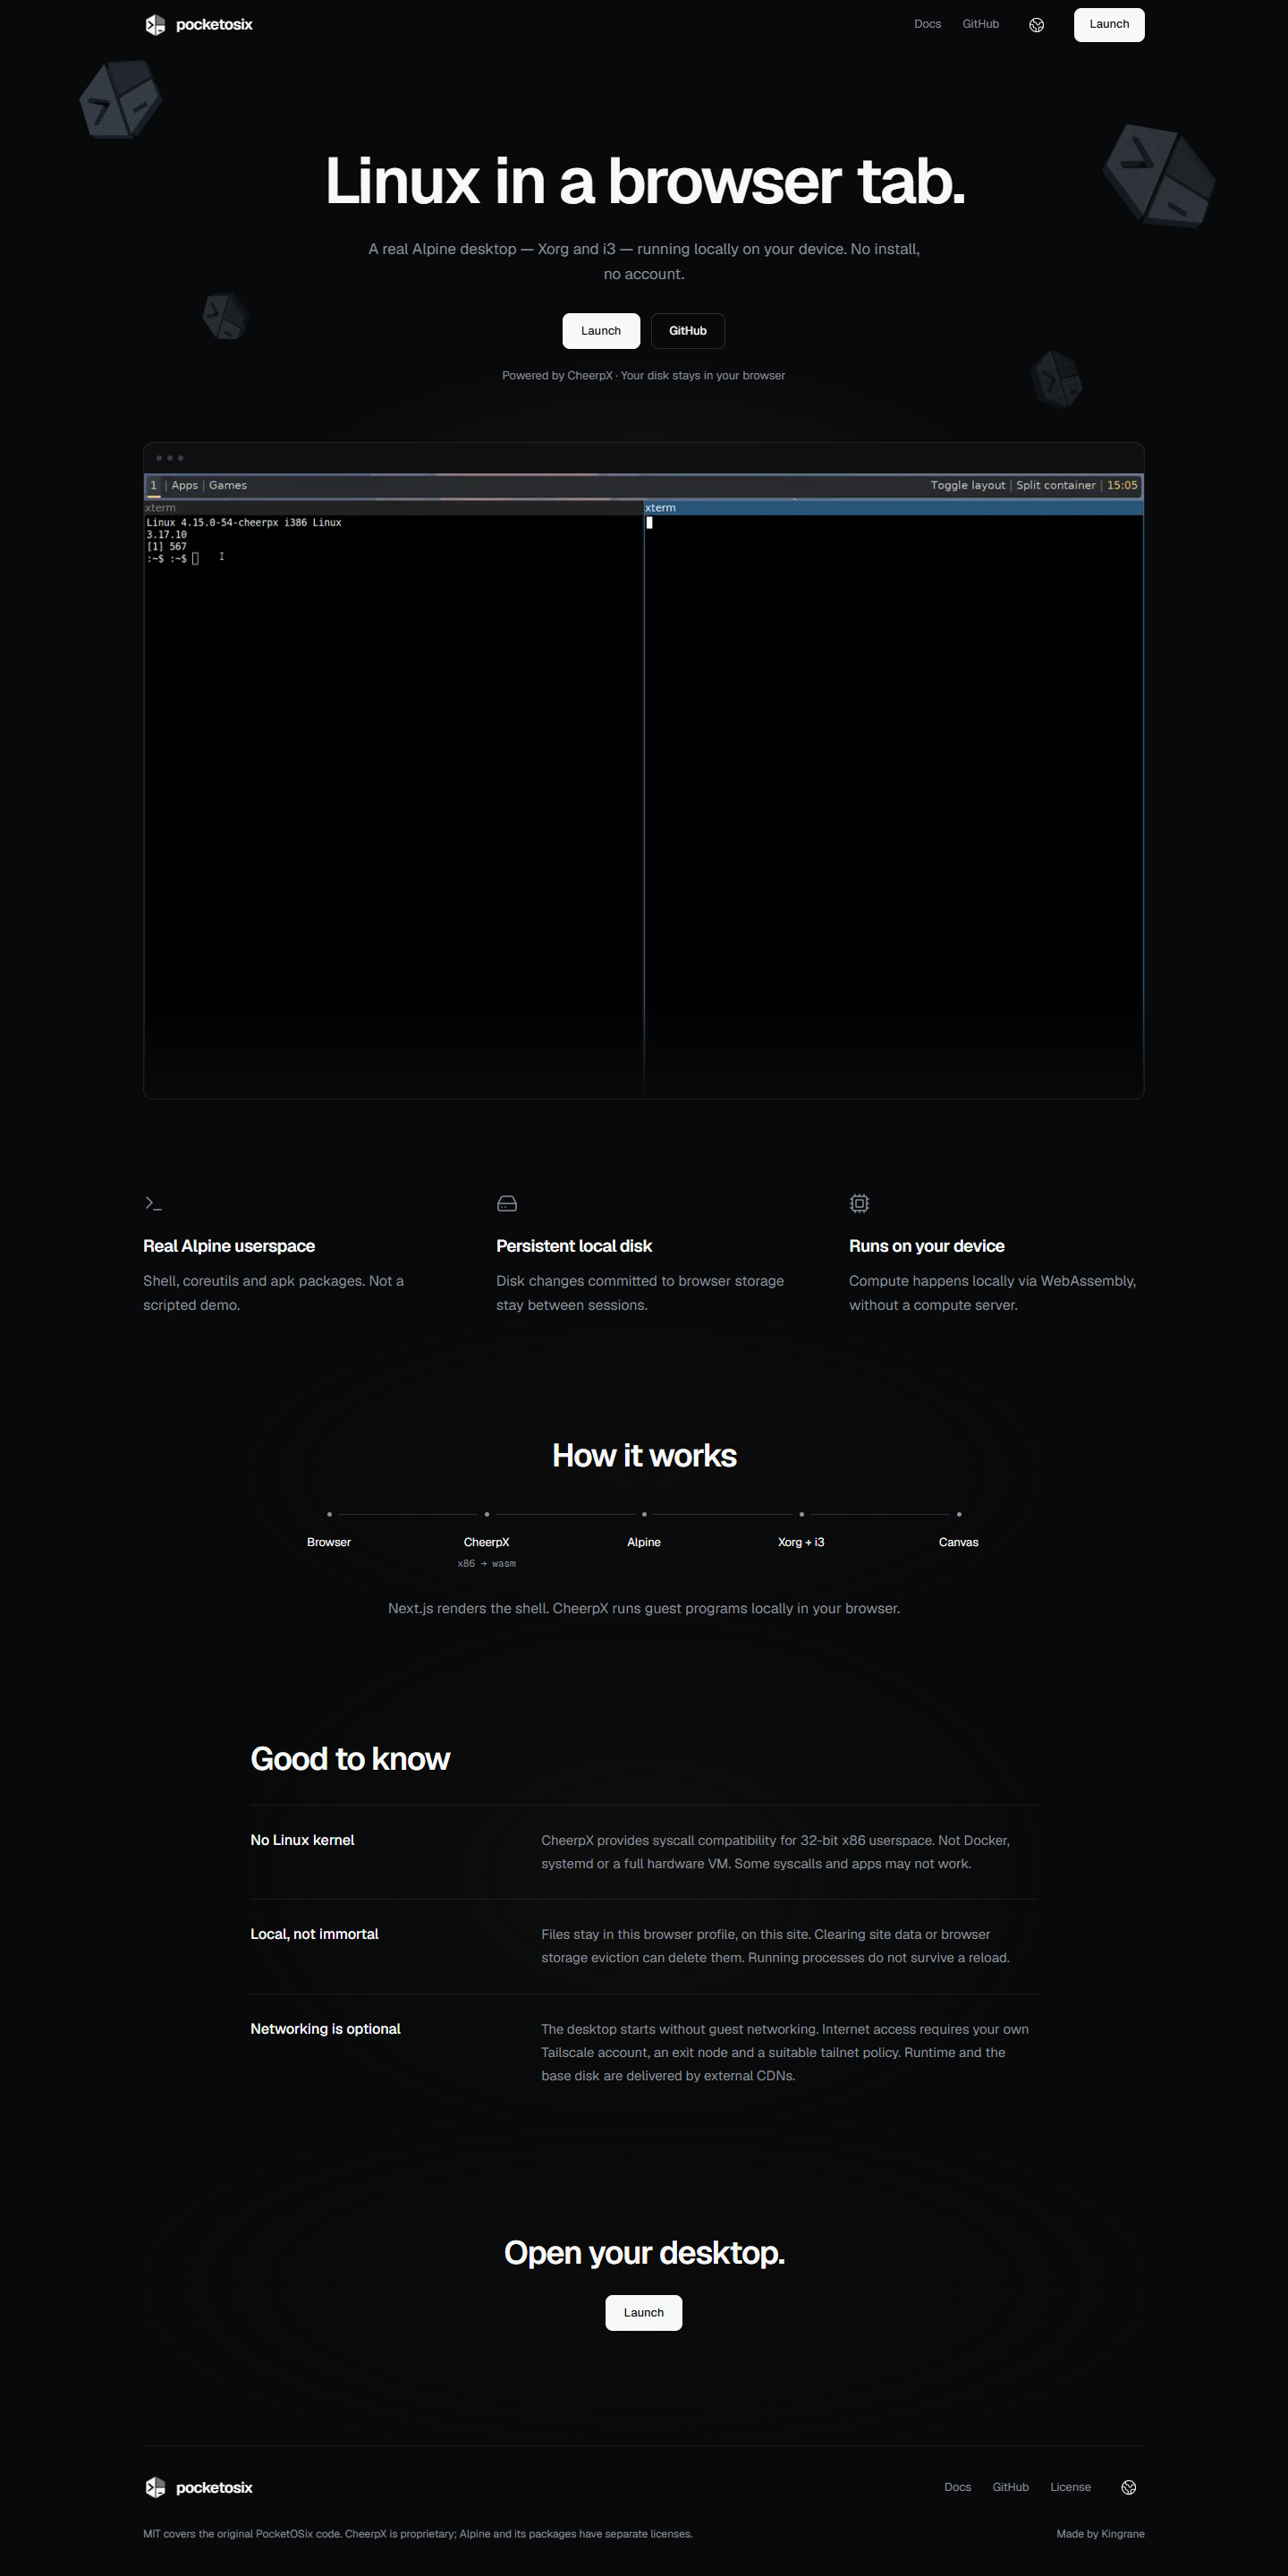 pocketosix
Docs
GitHub
Launch
Linux in a browser tab.
A real Alpine desktop — Xorg and i3 — running locally on your device. No install,
no account.
Launch
GitHub
Powered by CheerpX · Your disk stays in your browser
1 | Apps | Games
Toggle layout | Split container | 15:05
xterm
Linux 4.15.0-54-cheerpx i386 Linux
3.17.10
[1] 567
:~$ :~$
xterm
Real Alpine userspace
Shell, coreutils and apk packages. Not a
scripted demo.
Persistent local disk
Disk changes committed to browser storage
stay between sessions.
Runs on your device
Compute happens locally via WebAssembly,
without a compute server.
How it works
Browser
CheerpX
x86 → wasm
Alpine
Xorg + i3
Canvas
Next.js renders the shell. CheerpX runs guest programs locally in your browser.
Good to know
No Linux kernel
CheerpX provides syscall compatibility for 32-bit x86 userspace. Not Docker,
systemd or a full hardware VM. Some syscalls and apps may not work.
Local, not immortal
Files stay in this browser profile, on this site. Clearing site data or browser
storage eviction can delete them. Running processes do not survive a reload.
Networking is optional
The desktop starts without guest networking. Internet access requires your own
Tailscale account, an exit node and a suitable tailnet policy. Runtime and the
base disk are delivered by external CDNs.
Open your desktop.
Launch
pocketosix
Docs
GitHub
License
MIT covers the original PocketOSix code. CheerpX is proprietary; Alpine and its packages have separate licenses.
Made by Kingrane